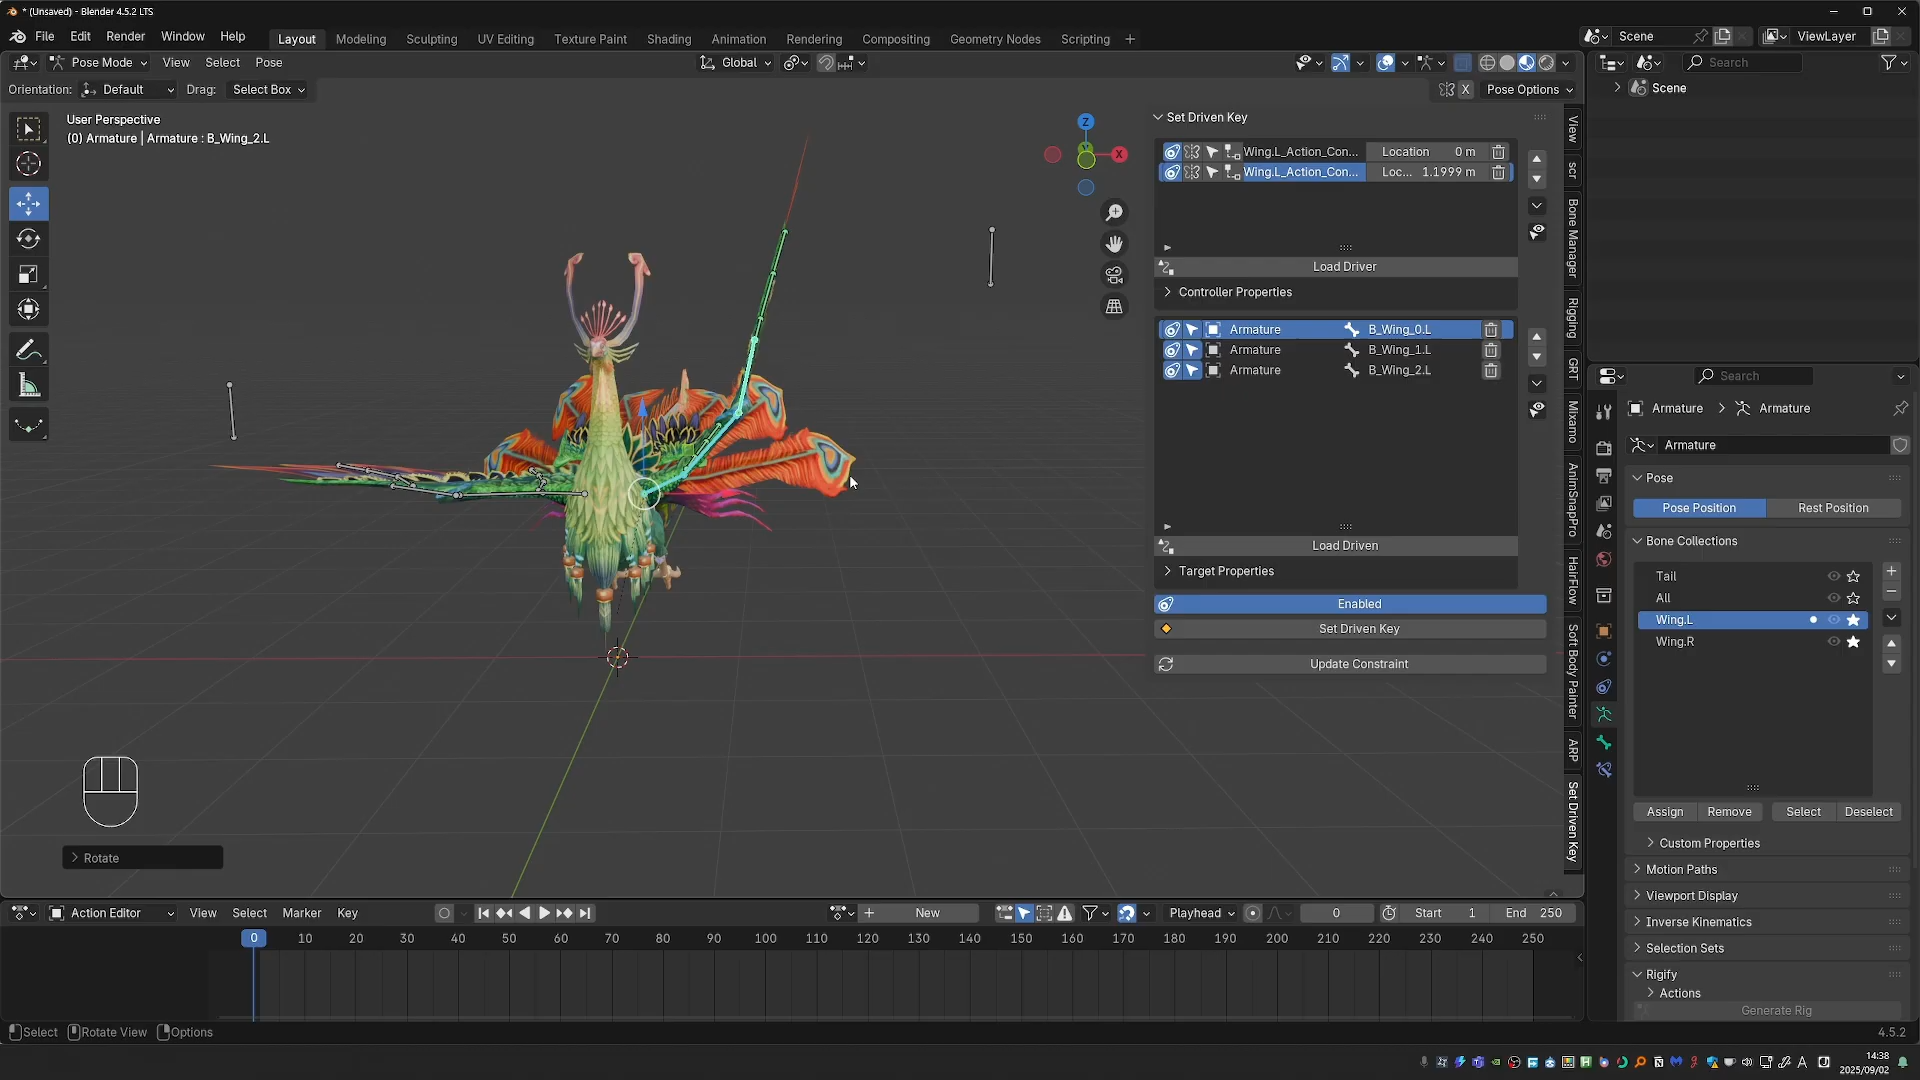 * (Unsaved) - Blender 4.5.2 LTS
File Edit Render Window Help
Layout Modeling Sculpting UV Editing Texture Paint Shading Animation Rendering Compositing Geometry Nodes Scripting +
Scene ViewLayer
Pose Mode View Select Pose Global
Search
Orientation: Default Drag: Select Box X Pose Options
Scene
User Perspective
(0) Armature | Armature : B_Wing_2.L
Z
Y
X
Set Driven Key
Wing.L_Action_Con... Location 0 m
Wing.L_Action_Con... Loc... 1.1999 m
Load Driver
Controller Properties
Armature B_Wing_0.L
Armature B_Wing_1.L
Armature B_Wing_2.L
Load Driven
Target Properties
Enabled
Set Driven Key
Update Constraint
View
scr
Bone Manager
Rigging
GRT
Mixamo
AnimSnapPro
HairFlow
Soft Body Painter
ARP
Set Driven Key
Search
Armature Armature
Armature
Pose
Pose Position Rest Position
Bone Collections
Tail
All
Wing.L
Wing.R
Assign Remove Select Deselect
Custom Properties
Motion Paths
Viewport Display
Inverse Kinematics
Selection Sets
Rigify
Actions
Generate Rig
Rotate
Action Editor View Select Marker Key + New Playhead 0 Start 1 End 250
0 10 20 30 40 50 60 70 80 90 100 110 120 130 140 150 160 170 180 190 200 210 220 230 240 250
Select Rotate View Options
4.5.2
14:38
2025/09/02